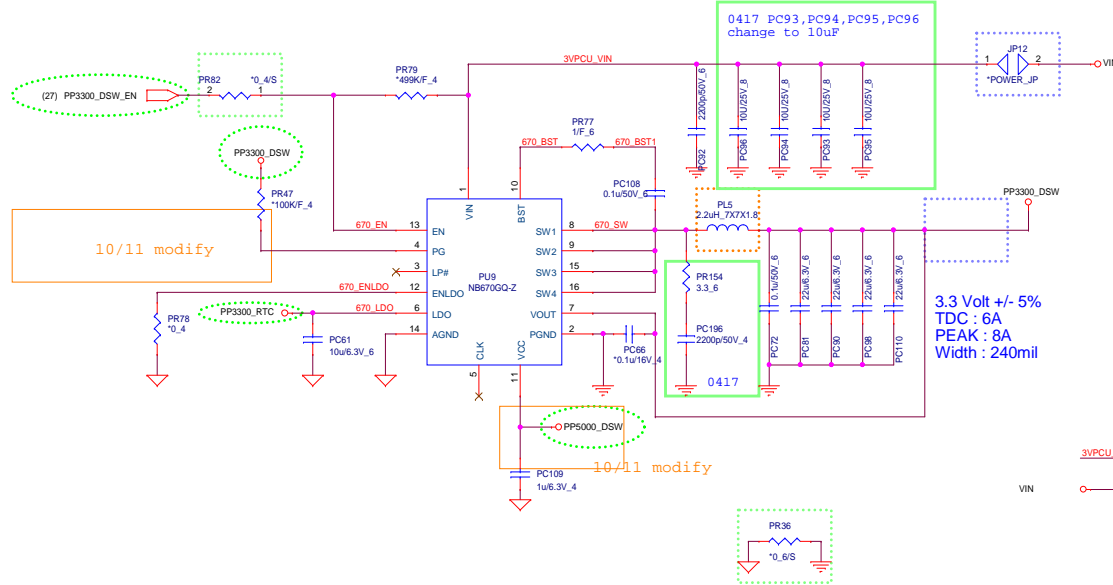 0417 PC93,PC94,PC95,PC96
change to 10uF
JP12
1
2
*POWER_JP
3VPCU_VIN
PR79
*499K/F_4
PR82
*0_4/S
2
1
(27) PP3300_DSW_EN
PP3300_DSW
PR47
*100K/F_4
10/11 modify
670_BST
PR77
1/F_6
670_BST1
2200p/50V_6
PC92
10U/25V_8
PC96
10U/25V_8
PC94
10U/25V_8
PC93
10U/25V_8
PC95
PC108
0.1u/50V_6
PL5
2.2uH_7X7X1.8
PP3300_DSW
1
VIN
10
BST
670_EN
13
EN
4
PG
3
LP#
670_ENLDO
12
ENLDO
670_LDO
6
LDO
14
AGND
PU9
NB670GQ-Z
8
SW1
670_SW
9
SW2
15
SW3
16
SW4
7
VOUT
2
PGND
CLK
5
VCC
11
PR78
*0_4
PP3300_RTC
PC61
10u/6.3V_6
PC66
*0.1u/16V_4
PR154
3.3_6
PC196
2200p/50V_4
0417
0.1u/50V_6
PC72
22u/6.3V_6
PC81
22u/6.3V_6
PC90
22u/6.3V_6
PC98
22u/6.3V_6
PC110
3.3 Volt +/- 5%
TDC : 6A
PEAK : 8A
Width : 240mil
PP5000_DSW
10/11 modify
PC109
1u/6.3V_4
3VPCU_
VIN
PR36
*0_6/S